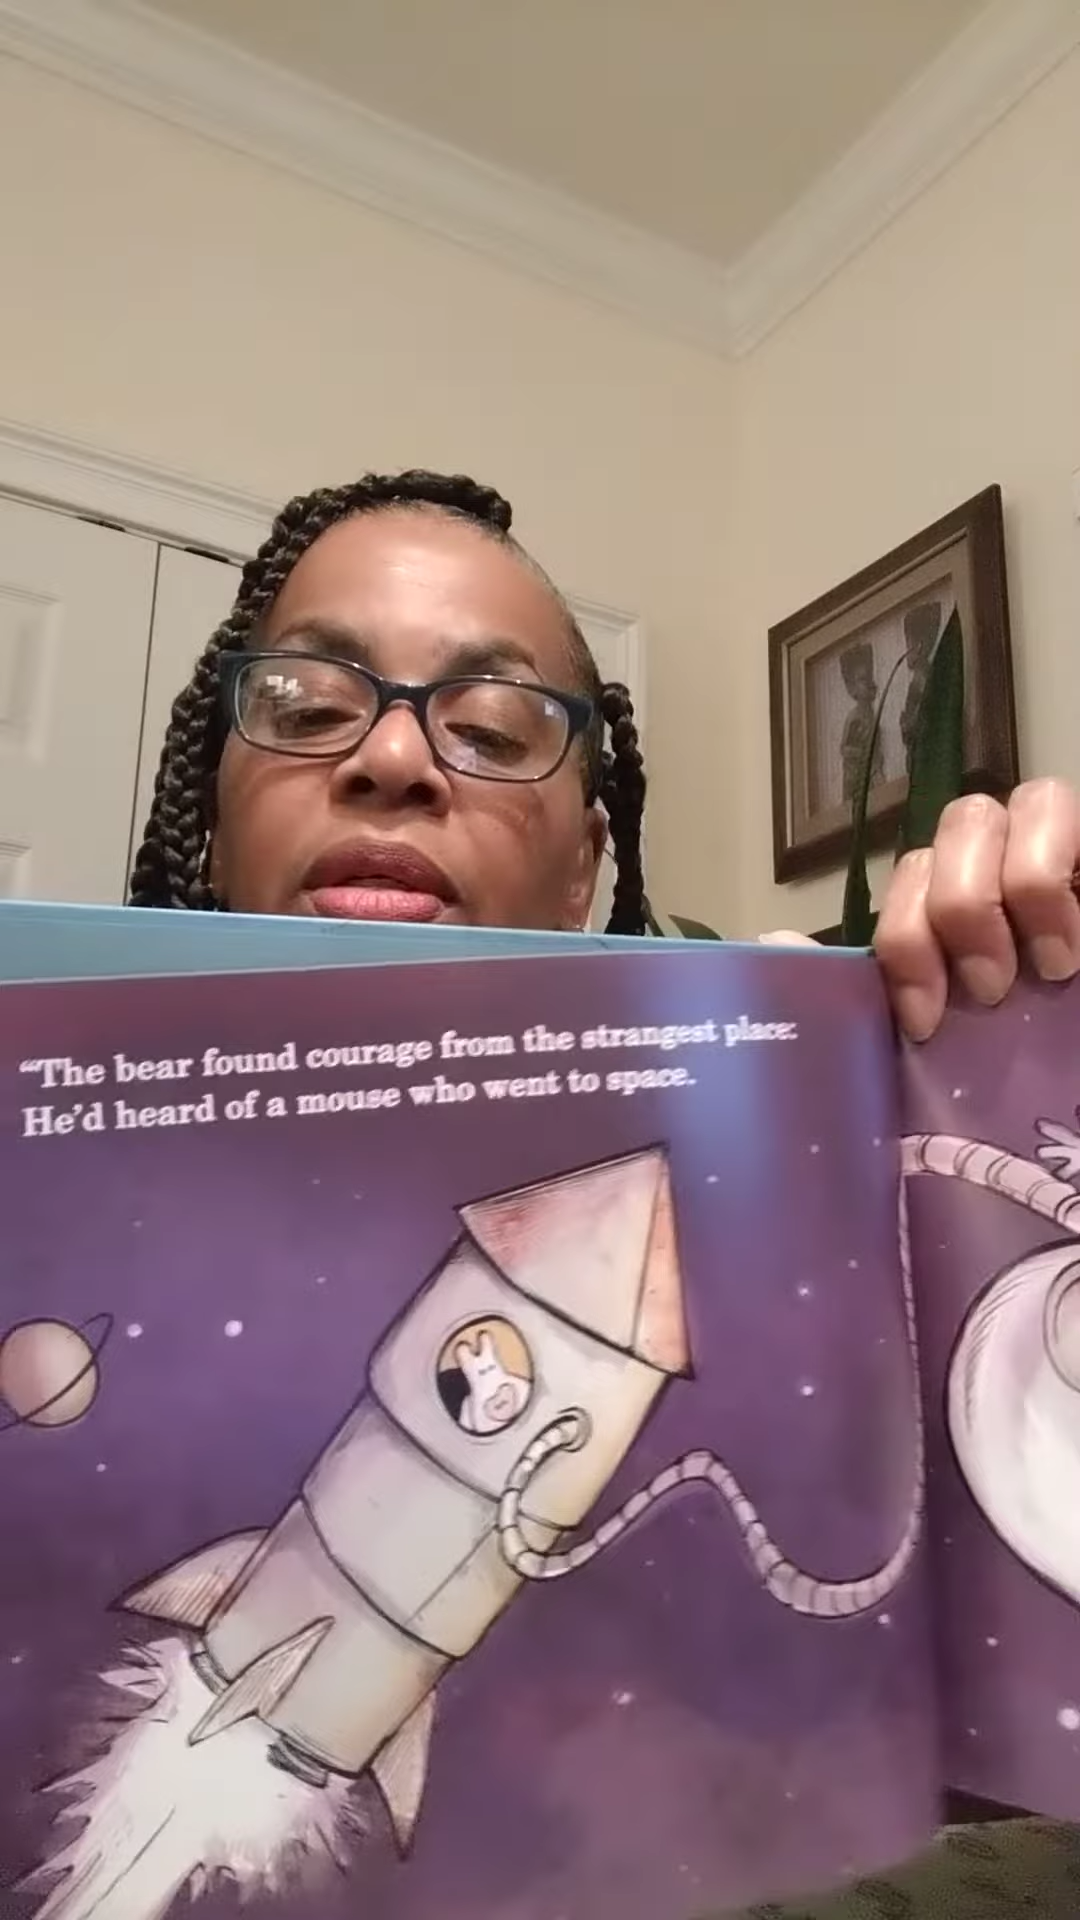 “The bear found courage from the strangest place:
He’d heard of a mouse who went to space.